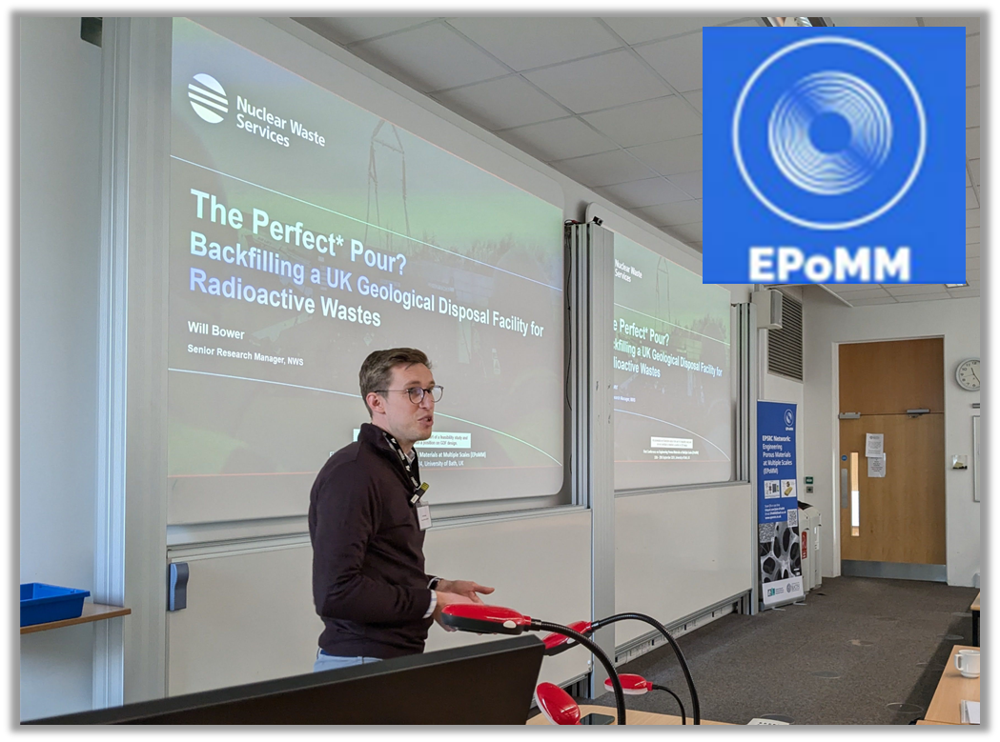 Nuclear Waste
Services
The Perfect* Pour?
Backfilling a UK Geological Disposal Facility for
Radioactive Wastes
Will Bower
Senior Research Manager, NWS
Materials at Multiple Scales (EPoMM)
University of Bath, UK
Nuclear Waste
Services
Perfect* Pour?
a UK Geological Disposal Facility for
Wastes
EPoMM
EPSRC Network:
Engineering
Porous Materials
at Multiple Scales
(EPoMM)